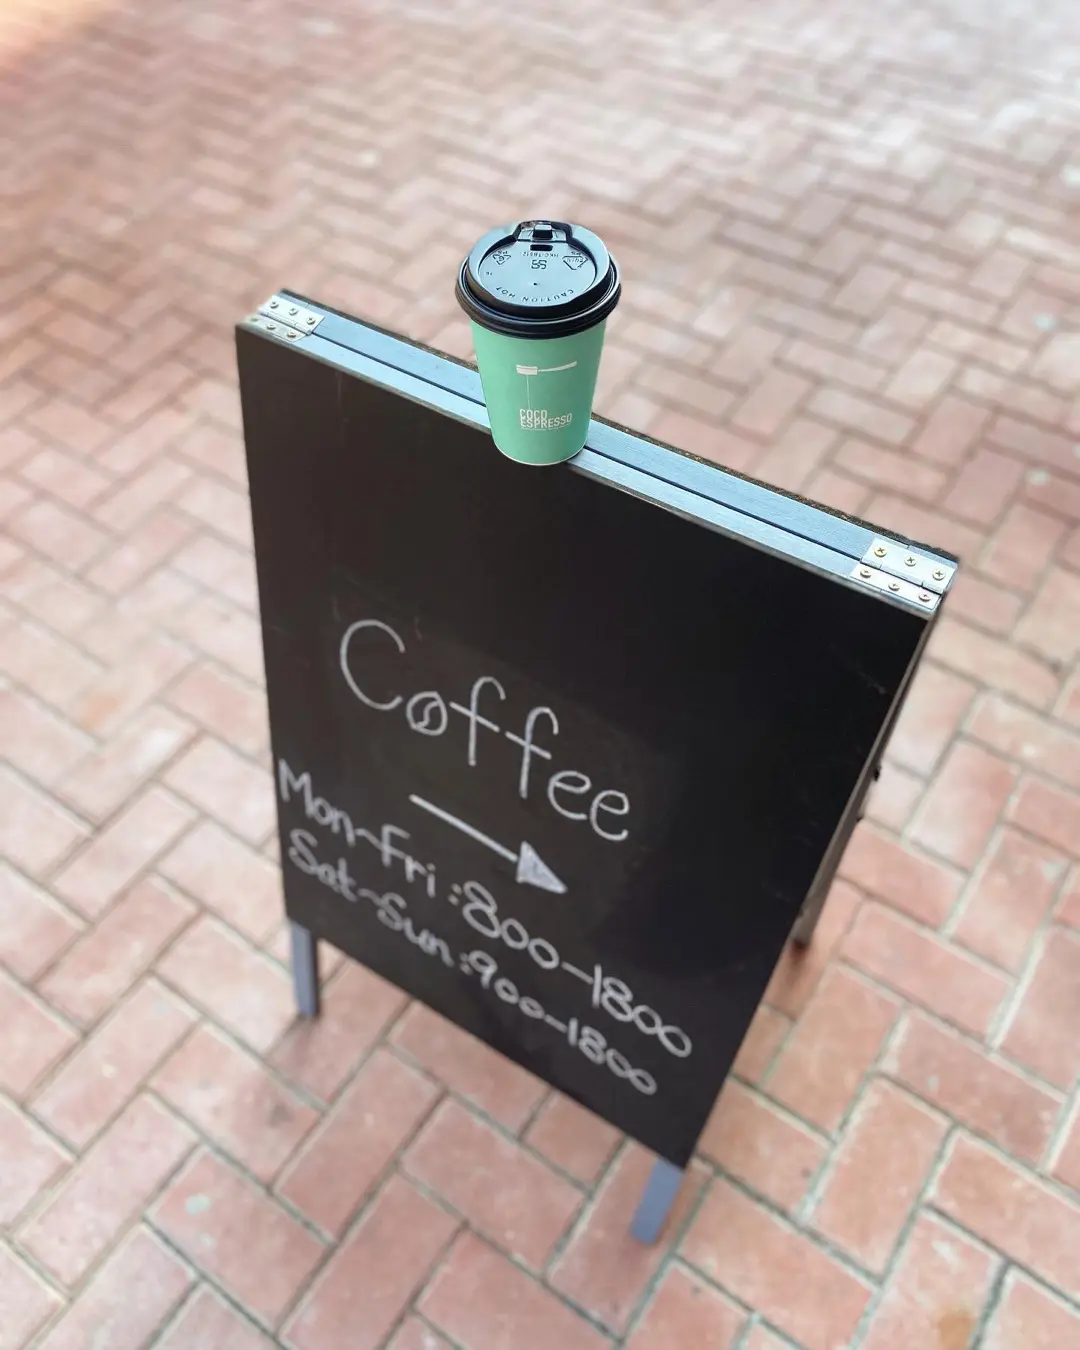 CAUTION HOT
COCO
ESPRESSO
Coffee
Mon~Fri:800-1800
Sat~Sun:900-1800